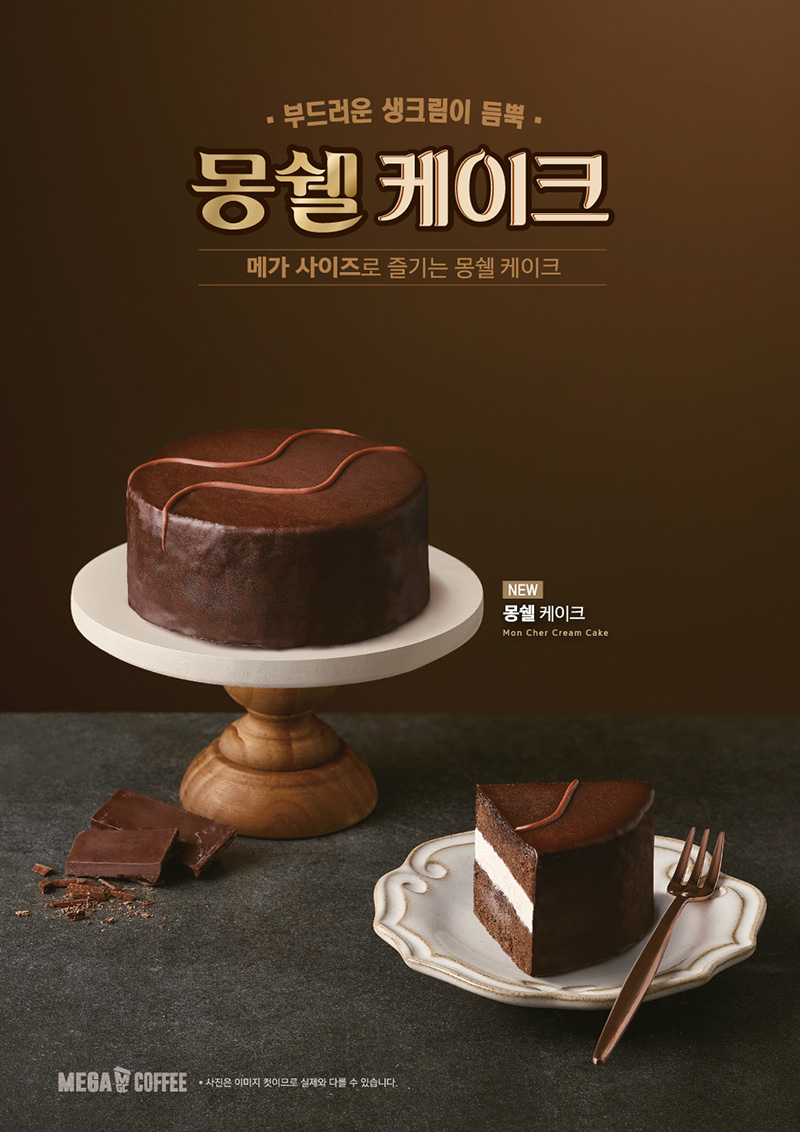 · 부드러운 생크림이 듬뿍 ·
몽쉘 케이크
메가 사이즈로 즐기는 몽쉘 케이크
NEW
몽쉘 케이크
Mon Cher Cream Cake
MEGA MGC COFFEE
• 사진은 이미지 컷이므로 실제와 다를 수 있습니다.